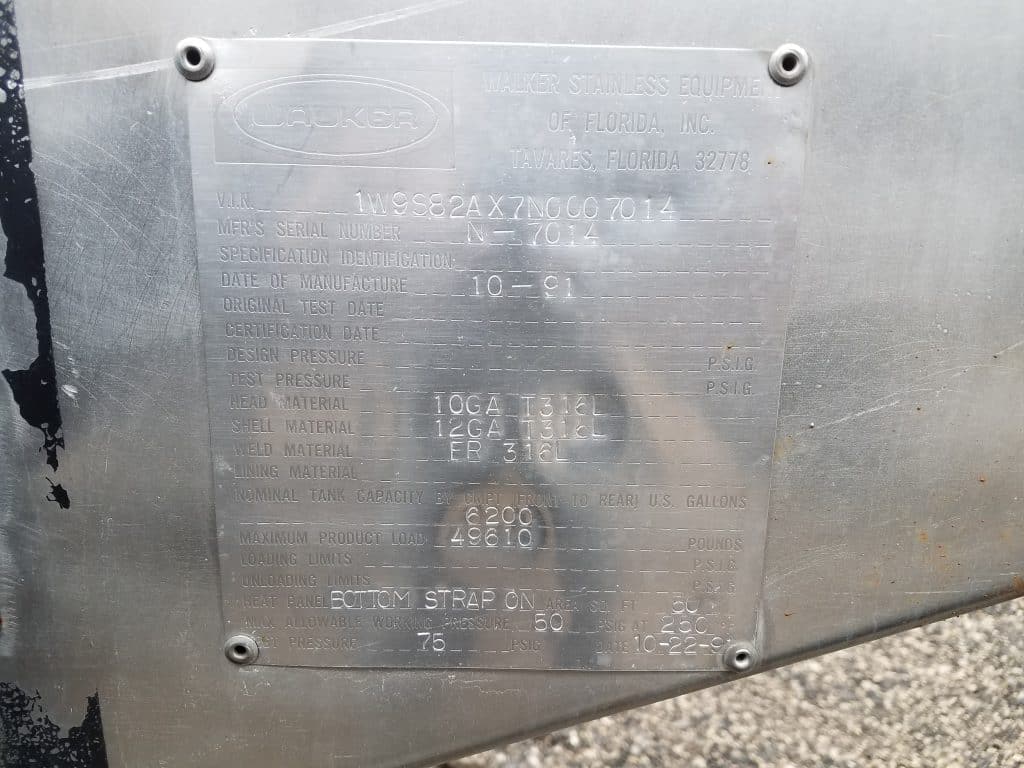 WALKER
WALKER STAINLESS EQUIPMENT
OF FLORIDA, INC.
TAVARES, FLORIDA 32778
V.I.N. 1W9S82AX7N0007014
MFR'S SERIAL NUMBER N-7014
SPECIFICATION IDENTIFICATION
DATE OF MANUFACTURE 10-91
ORIGINAL TEST DATE
CERTIFICATION DATE
DESIGN PRESSURE P.S.I.G.
TEST PRESSURE P.S.I.G.
HEAD MATERIAL 10GA T316L
SHELL MATERIAL 12GA T316L
WELD MATERIAL ER 316L
LINING MATERIAL
NOMINAL TANK CAPACITY BY CMPT (FRONT TO REAR) U.S. GALLONS
6200
MAXIMUM PRODUCT LOAD 49610 POUNDS
LOADING LIMITS P.S.I.G.
UNLOADING LIMITS P.S.I.G
HEAT PANEL BOTTOM STRAP ON AREA SQ. FT.
MAX ALLOWABLE WORKING PRESSURE 50 PSIG AT 250 °F
TEST PRESSURE 75 PSIG DATE 10-22-9